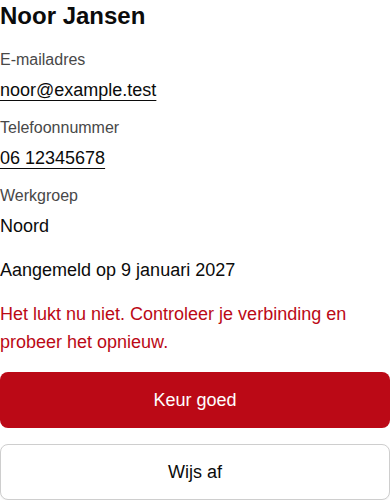 Noor Jansen
E-mailadres
noor@example.test
Telefoonnummer
06 12345678
Werkgroep
Noord
Aangemeld op 9 januari 2027
Het lukt nu niet. Controleer je verbinding en
probeer het opnieuw.
Keur goed
Wijs af